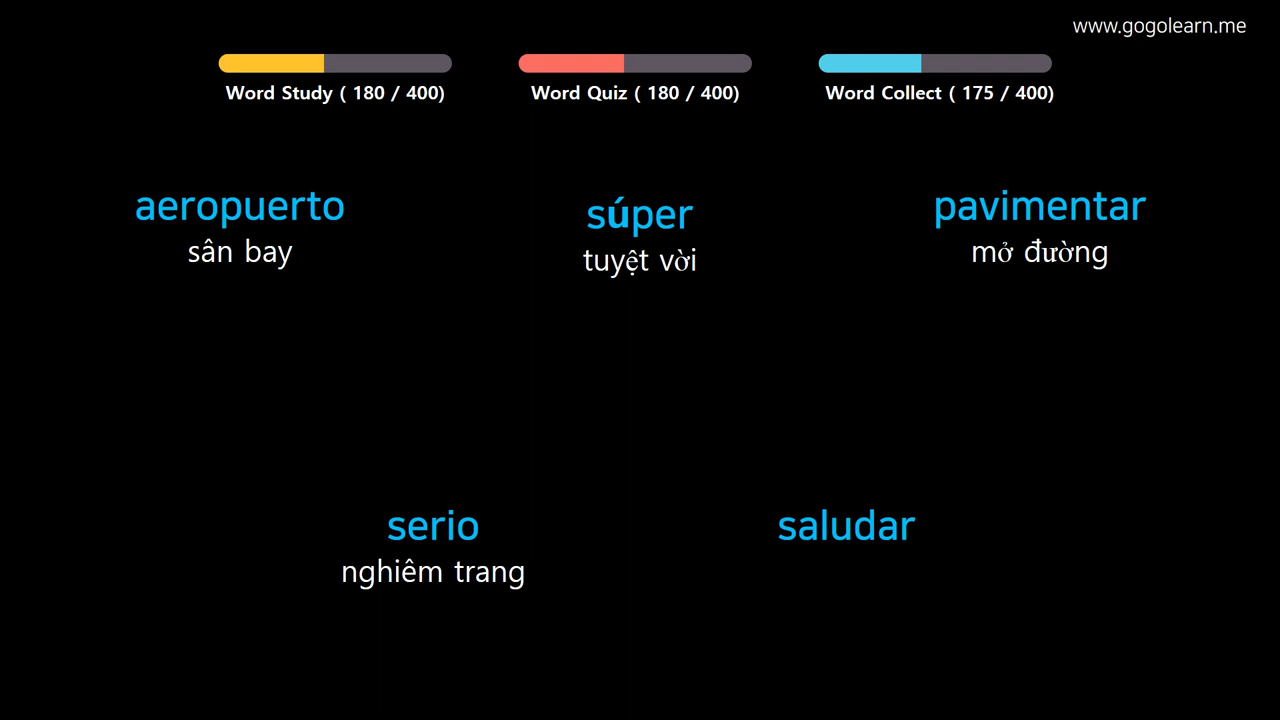 www.gogolearn.me
Word Study ( 180 / 400)
Word Quiz ( 180 / 400)
Word Collect ( 175 / 400)
aeropuerto
sân bay
súper
tuyệt vời
pavimentar
mở đường
serio
nghiêm trang
saludar